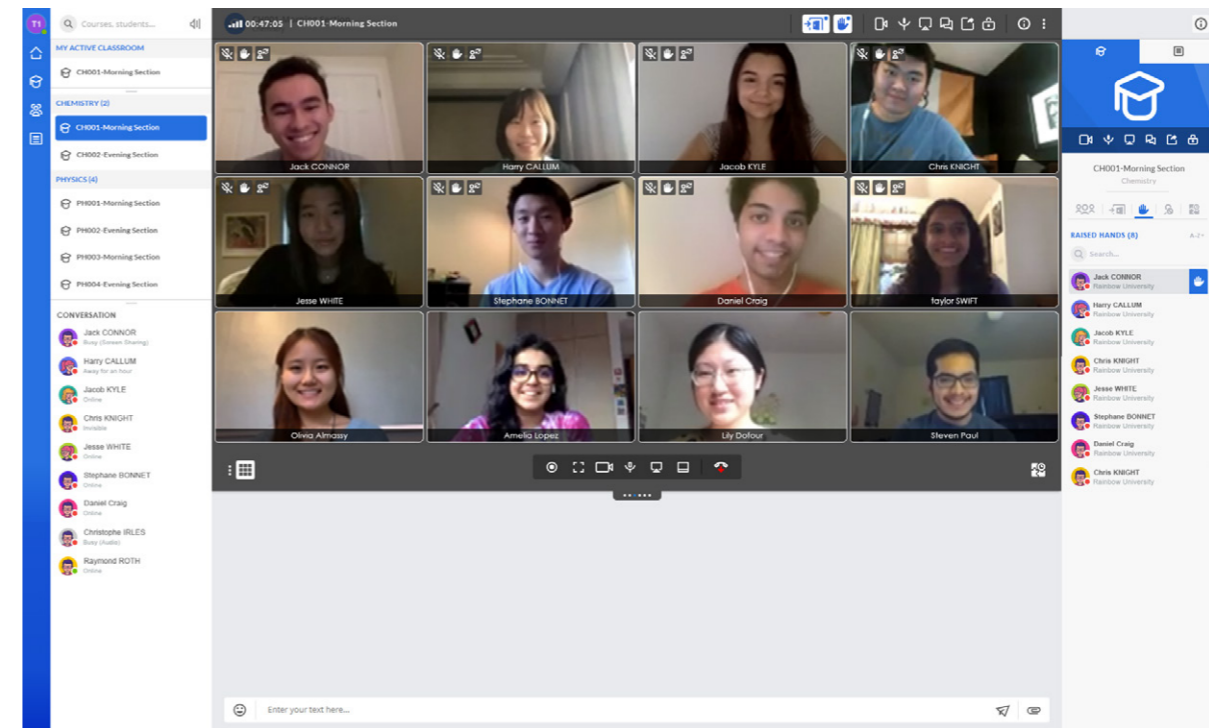 T1
Courses, students...
MY ACTIVE CLASSROOM
CH001-Morning Section
CHEMISTRY (2)
CH001-Morning Section
CH002-Evening Section
PHYSICS (4)
PH001-Morning Section
PH002-Evening Section
PH003-Morning Section
PH004-Evening Section
CONVERSATION
Jack CONNOR
Busy (Screen Sharing)
Harry CALLUM
Away for an hour
Jacob KYLE
Online
Chris KNIGHT
Invisible
Jesse WHITE
Online
Stephane BONNET
Online
Daniel Craig
Online
Christophe IRLES
Busy (Audio)
Raymond ROTH
Online
00:47:05 | CH001-Morning Section
Jack CONNOR
Harry CALLUM
Jacob KYLE
Chris KNIGHT
Jesse WHITE
Stephane BONNET
Daniel Craig
taylor SWIFT
Olivia Almassy
Amelia Lopez
Lily Dofour
Steven Paul
Enter your text here...
CH001-Morning Section
Chemistry
RAISED HANDS (8)
A-Z
Search...
Jack CONNOR
Rainbow University
Harry CALLUM
Rainbow University
Jacob KYLE
Rainbow University
Chris KNIGHT
Rainbow University
Jesse WHITE
Rainbow University
Stephane BONNET
Rainbow University
Daniel Craig
Rainbow University
Chris KNIGHT
Rainbow University